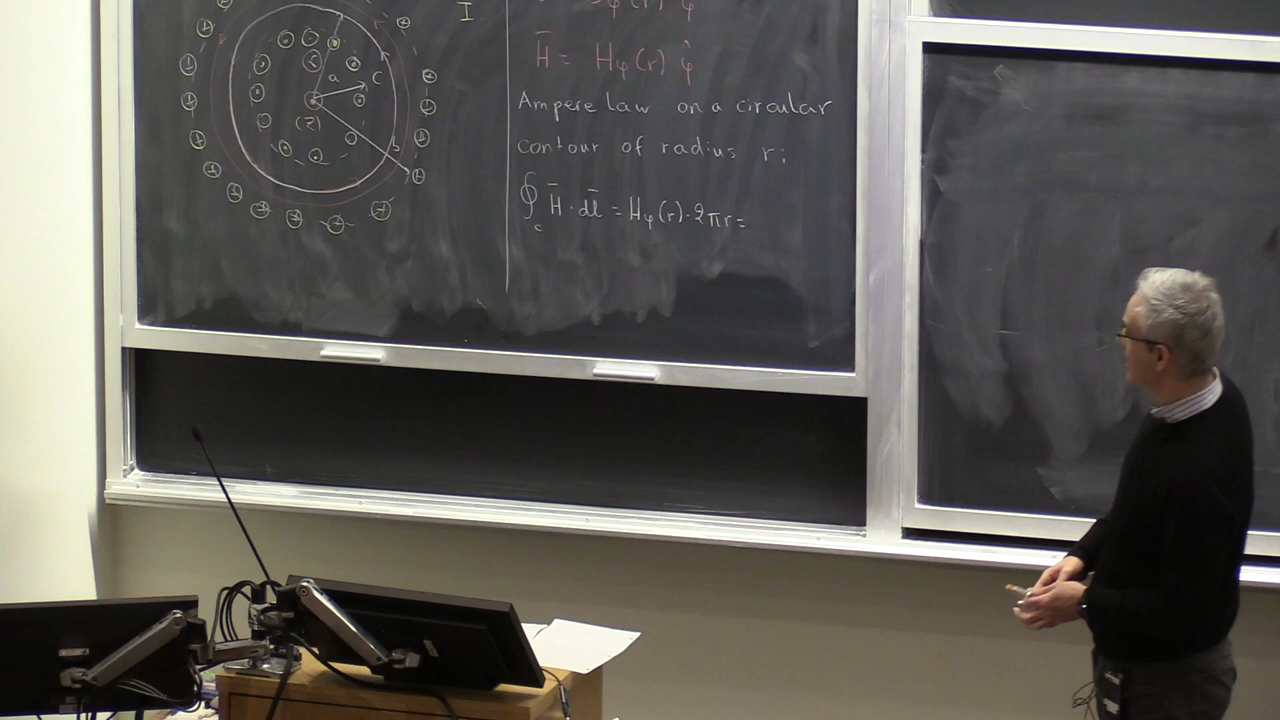 I
a
c
(z)
b
H̄ = Hφ(r) φ̂
Ampere Law on a circular
contour of radius r:
∮c H̄ · dl̄ = Hφ(r) · 2πr =